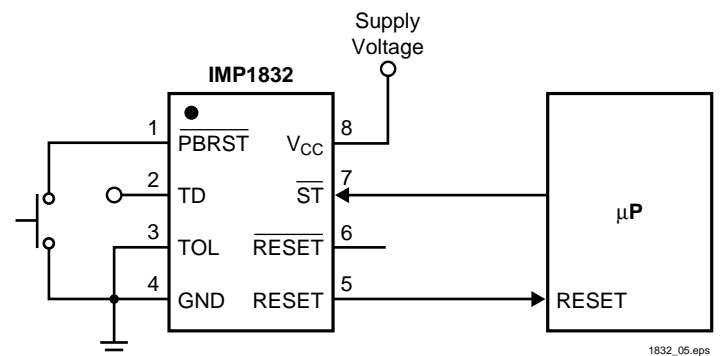 Supply
Voltage
IMP1832
1 PBRST VCC 8
2 TD ST 7
3 TOL RESET 6
4 GND RESET 5
μP
RESET
1832_05.eps